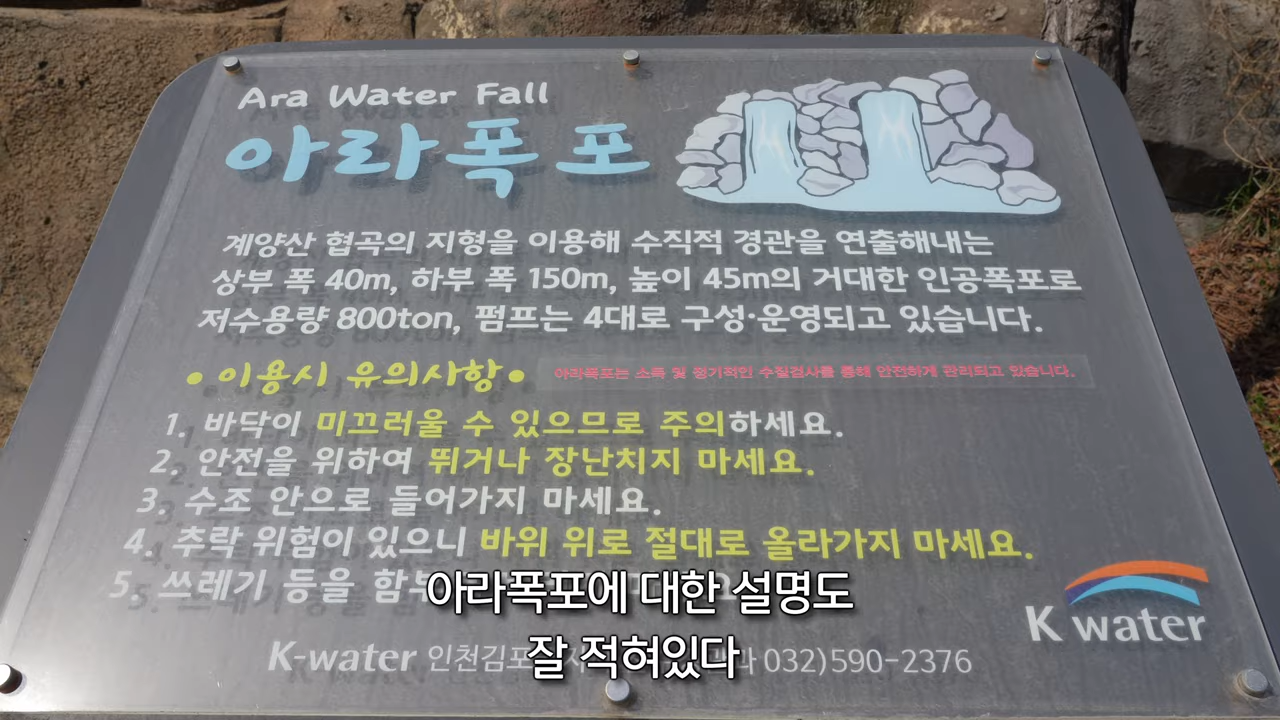 Ara Water Fall
아라폭포
계양산 협곡의 지형을 이용해 수직적 경관을 연출해내는
상부 폭 40m, 하부 폭 150m, 높이 45m의 거대한 인공폭포로
저수용량 800ton, 펌프는 4대로 구성·운영되고 있습니다.
• 이용시 유의사항 •
아라폭포는 소독 및 정기적인 수질검사를 통해 안전하게 관리되고 있습니다.
1. 바닥이 미끄러울 수 있으므로 주의하세요.
2. 안전을 위하여 뛰거나 장난치지 마세요.
3. 수조 안으로 들어가지 마세요.
4. 추락 위험이 있으니 바위 위로 절대로 올라가지 마세요.
5. 쓰레기 등을
아라폭포에 대한 설명도
잘 적혀있다
K water
K-water 인천김포 032)590-2376